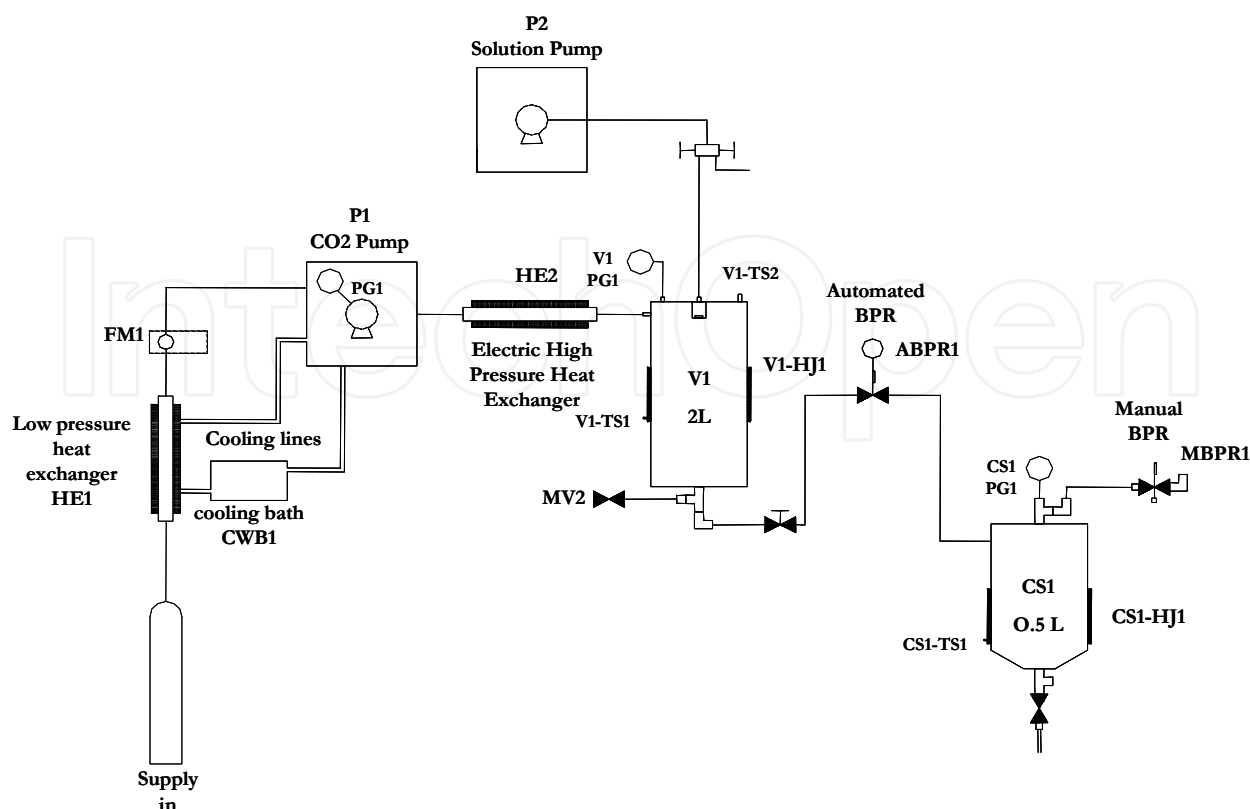 P2
Solution Pump
P1
CO2 Pump
PG1
FM1
HE2
Electric High
Pressure Heat
Exchanger
V1
PG1
V1-TS2
V1
2L
V1-HJ1
V1-TS1
Automated
BPR
ABPR1
Manual
BPR
MBPR1
Low pressure
heat
exchanger
HE1
Cooling lines
cooling bath
CWB1
MV2
CS1
PG1
CS1
O.5 L
CS1-HJ1
CS1-TS1
Supply
in
IntechOpen